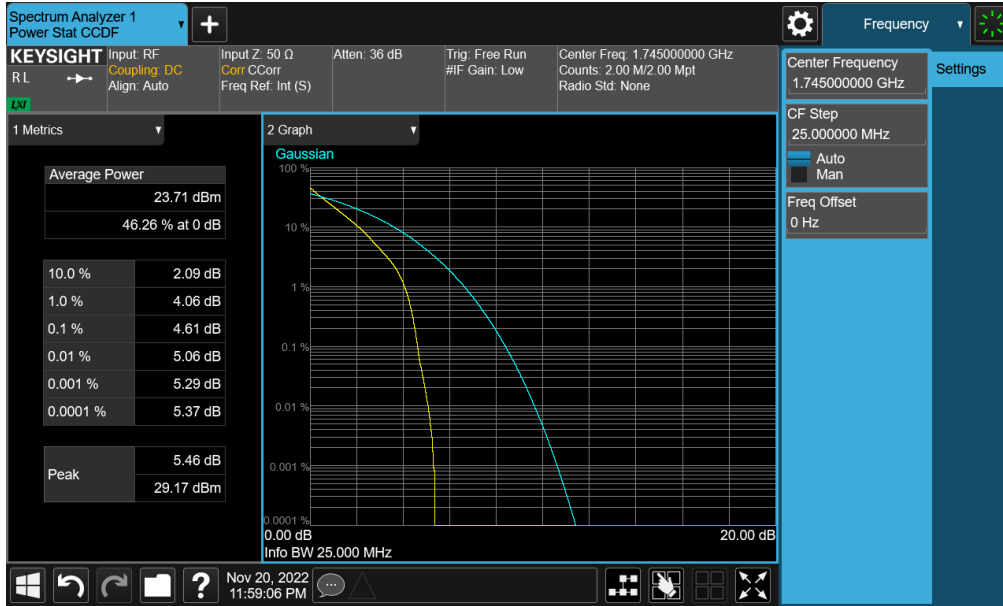 Spectrum Analyzer 1
Power Stat CCDF
Frequency
KEYSIGHT
R L
LXI
Input: RF
Coupling: DC
Align: Auto
Input Z: 50 Ω
Corr CCorr
Freq Ref: Int (S)
Atten: 36 dB
Trig: Free Run
#IF Gain: Low
Center Freq: 1.745000000 GHz
Counts: 2.00 M/2.00 Mpt
Radio Std: None
Center Frequency
1.745000000 GHz
Settings
CF Step
25.000000 MHz
Auto
Man
Freq Offset
0 Hz
1 Metrics
Average Power
23.71 dBm
46.26 % at 0 dB
10.0 % 2.09 dB
1.0 % 4.06 dB
0.1 % 4.61 dB
0.01 % 5.06 dB
0.001 % 5.29 dB
0.0001 % 5.37 dB
Peak
5.46 dB
29.17 dBm
2 Graph
Gaussian
100 %
10 %
1 %
0.1 %
0.01 %
0.001 %
0.0001 %
0.00 dB 20.00 dB
Info BW 25.000 MHz
?
Nov 20, 2022
11:59:06 PM